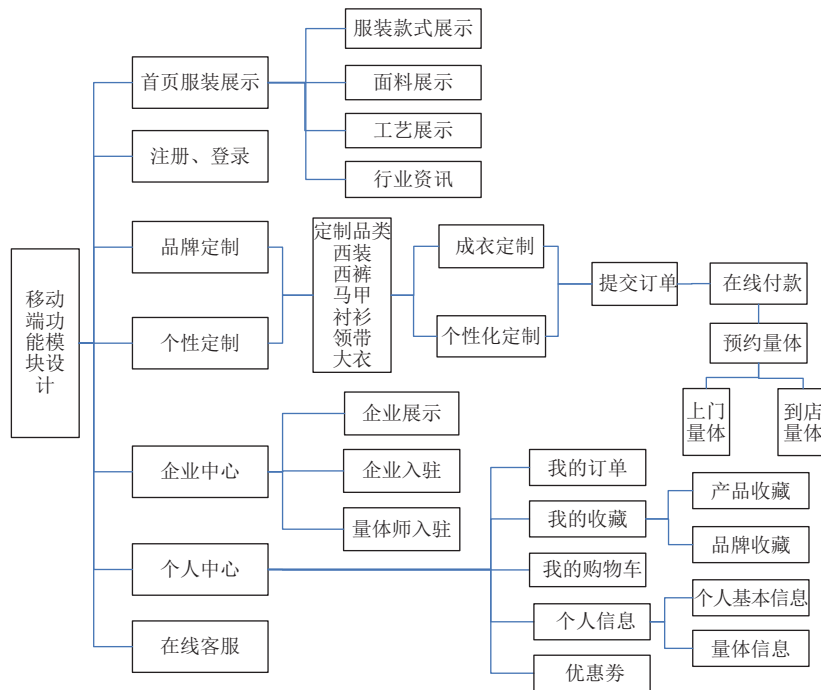 移动
端功
能模
块设
计
首页服装展示
服装款式展示
面料展示
工艺展示
行业资讯
注册、登录
品牌定制
个性定制
定制品类
西装
西裤
马甲
衬衫
领带
大衣
成衣定制
个性化定制
提交订单
在线付款
预约量体
上门
量体
到店
量体
企业中心
企业展示
企业入驻
量体师入驻
个人中心
我的订单
我的收藏
产品收藏
品牌收藏
我的购物车
个人信息
个人基本信息
量体信息
优惠券
在线客服